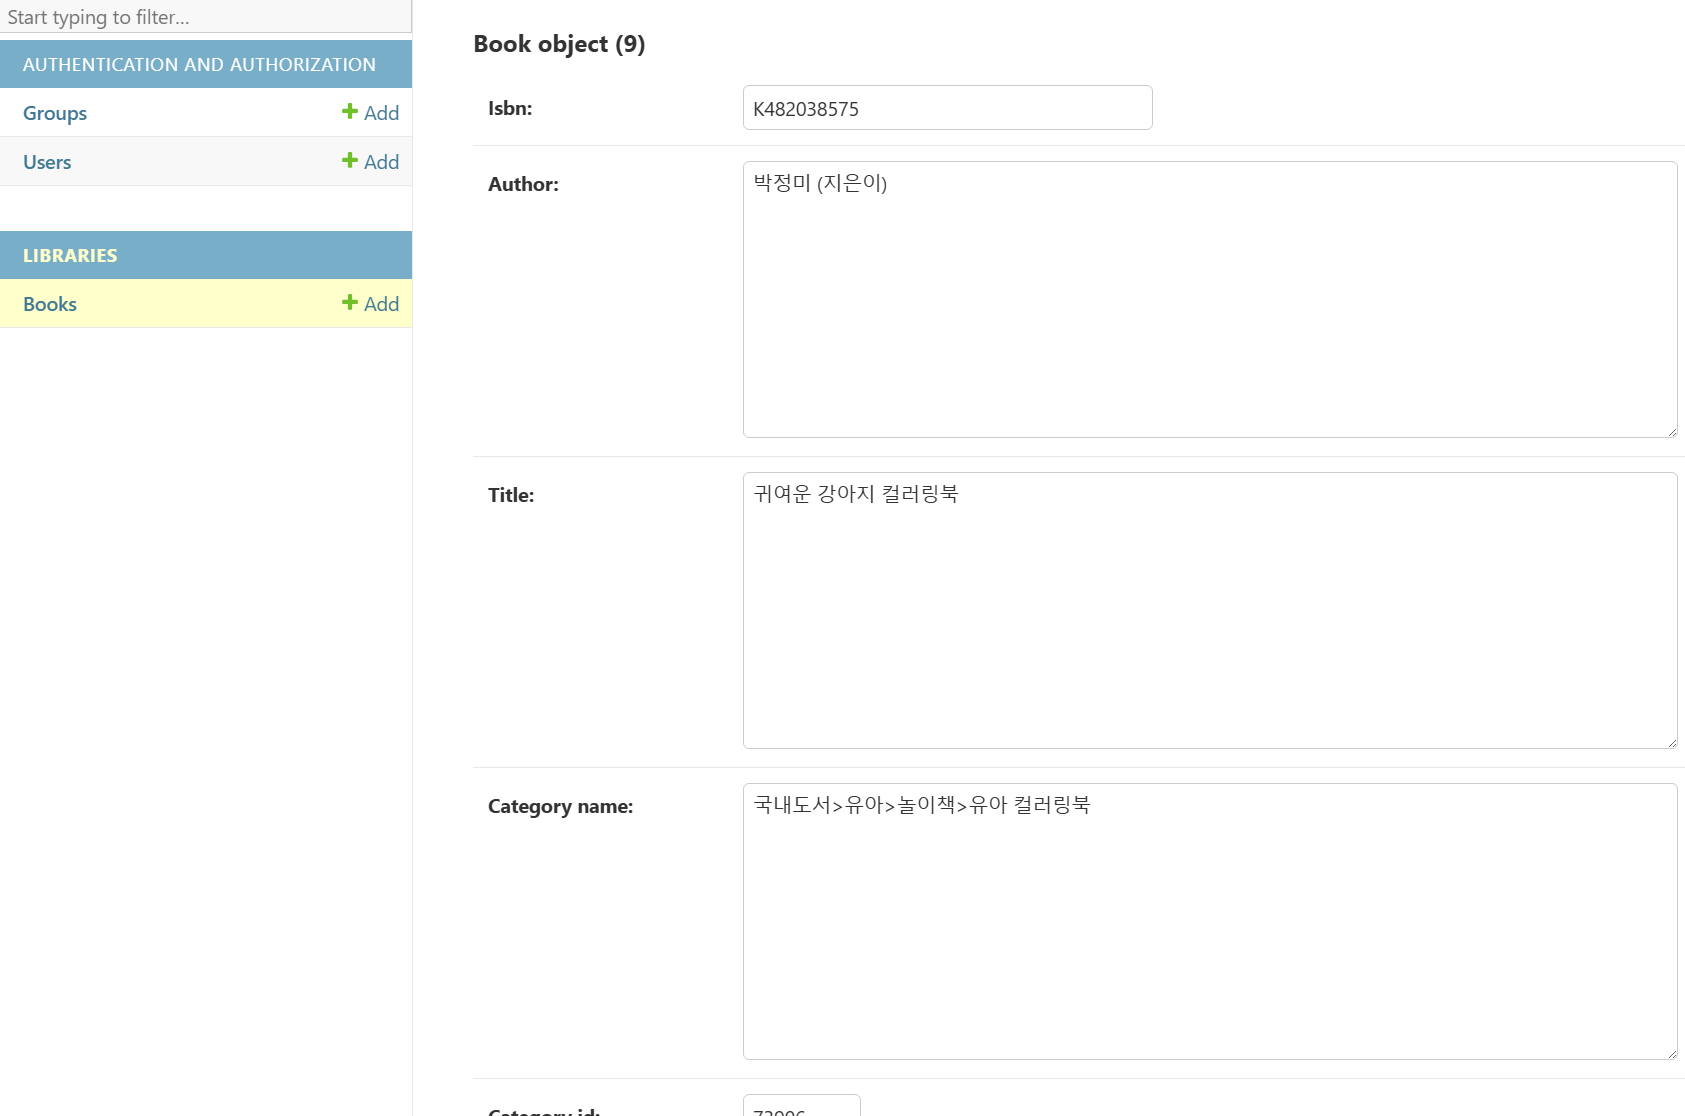 Start typing to filter...
AUTHENTICATION AND AUTHORIZATION
Groups
+ Add
Users
+ Add
LIBRARIES
Books
+ Add
Book object (9)
Isbn:
K482038575
Author:
박정미 (지은이)
Title:
귀여운 강아지 컬러링북
Category name:
국내도서>유아>놀이책>유아 컬러링북
Category id: